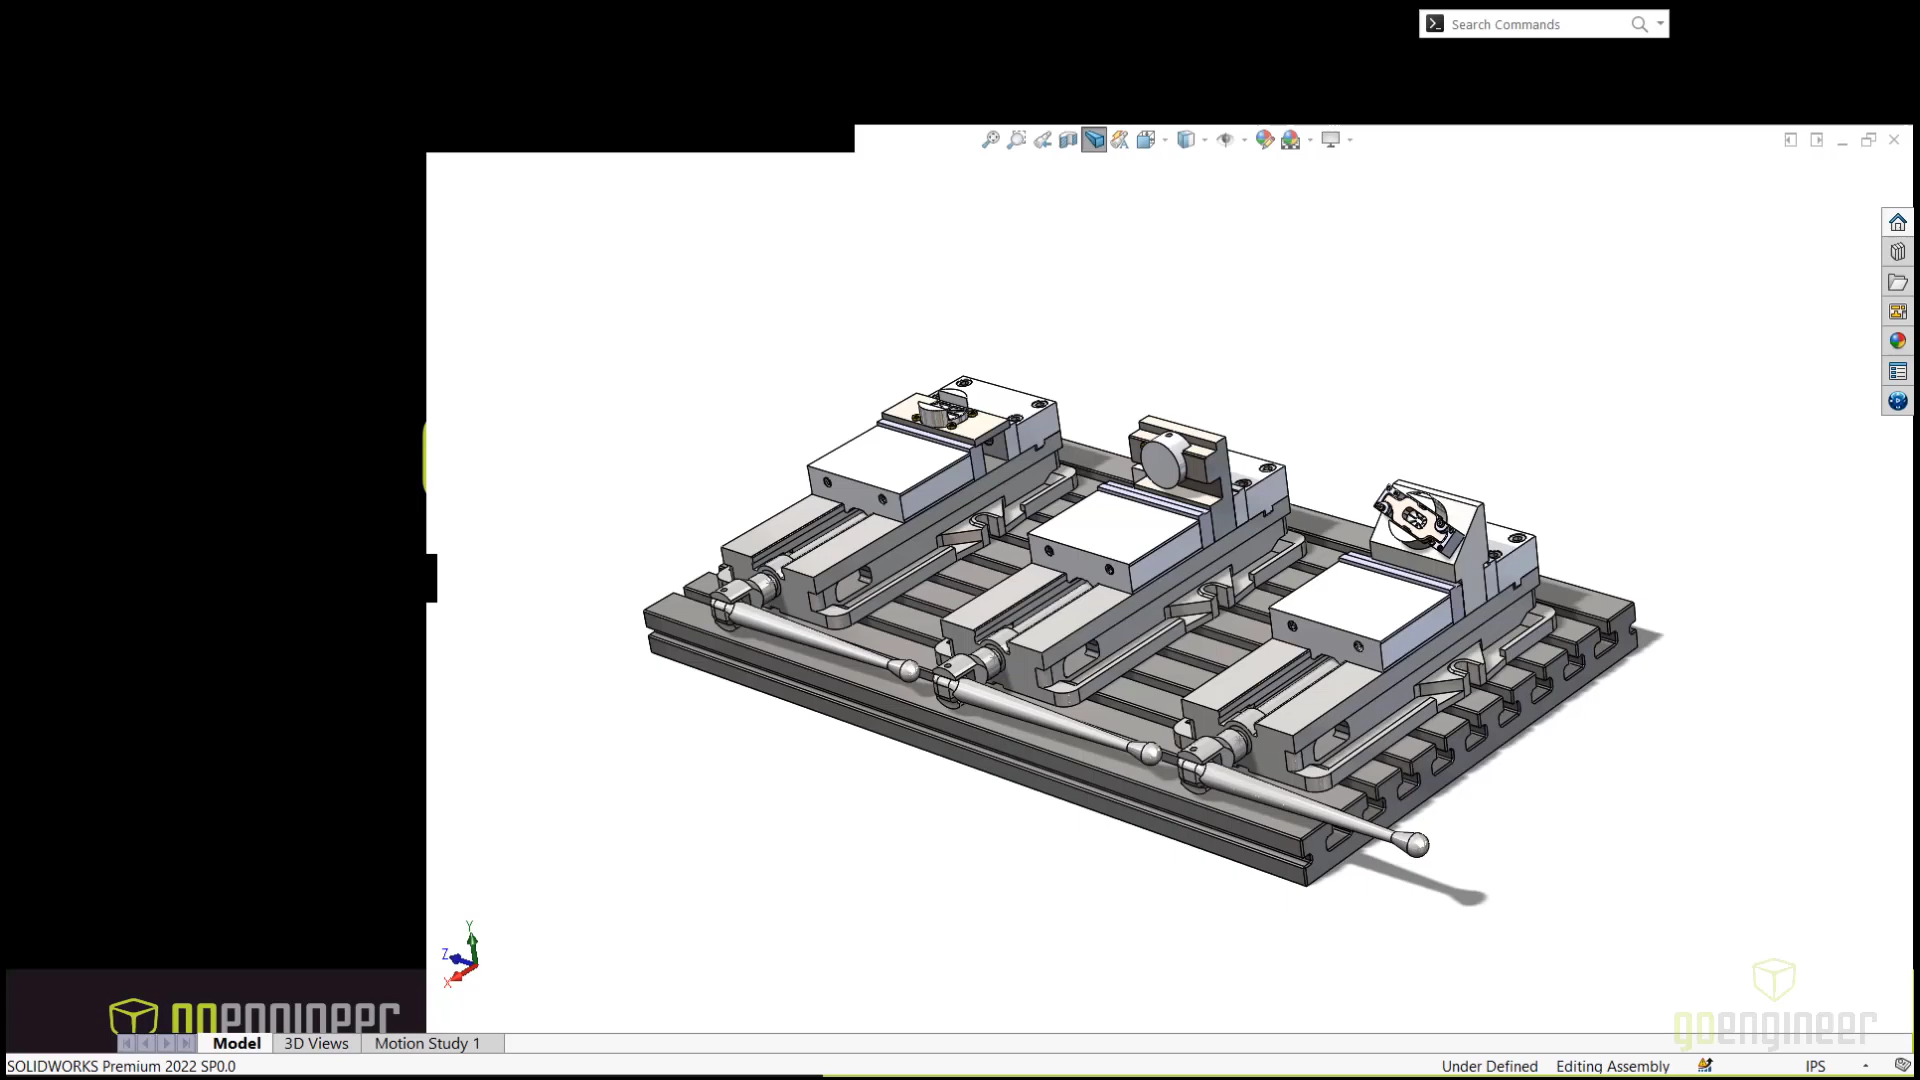 Search Commands
Y
Z
X
goengineer
goengineer
Model 3D Views Motion Study 1
SOLIDWORKS Premium 2022 SP0.0 Under Defined Editing Assembly IPS